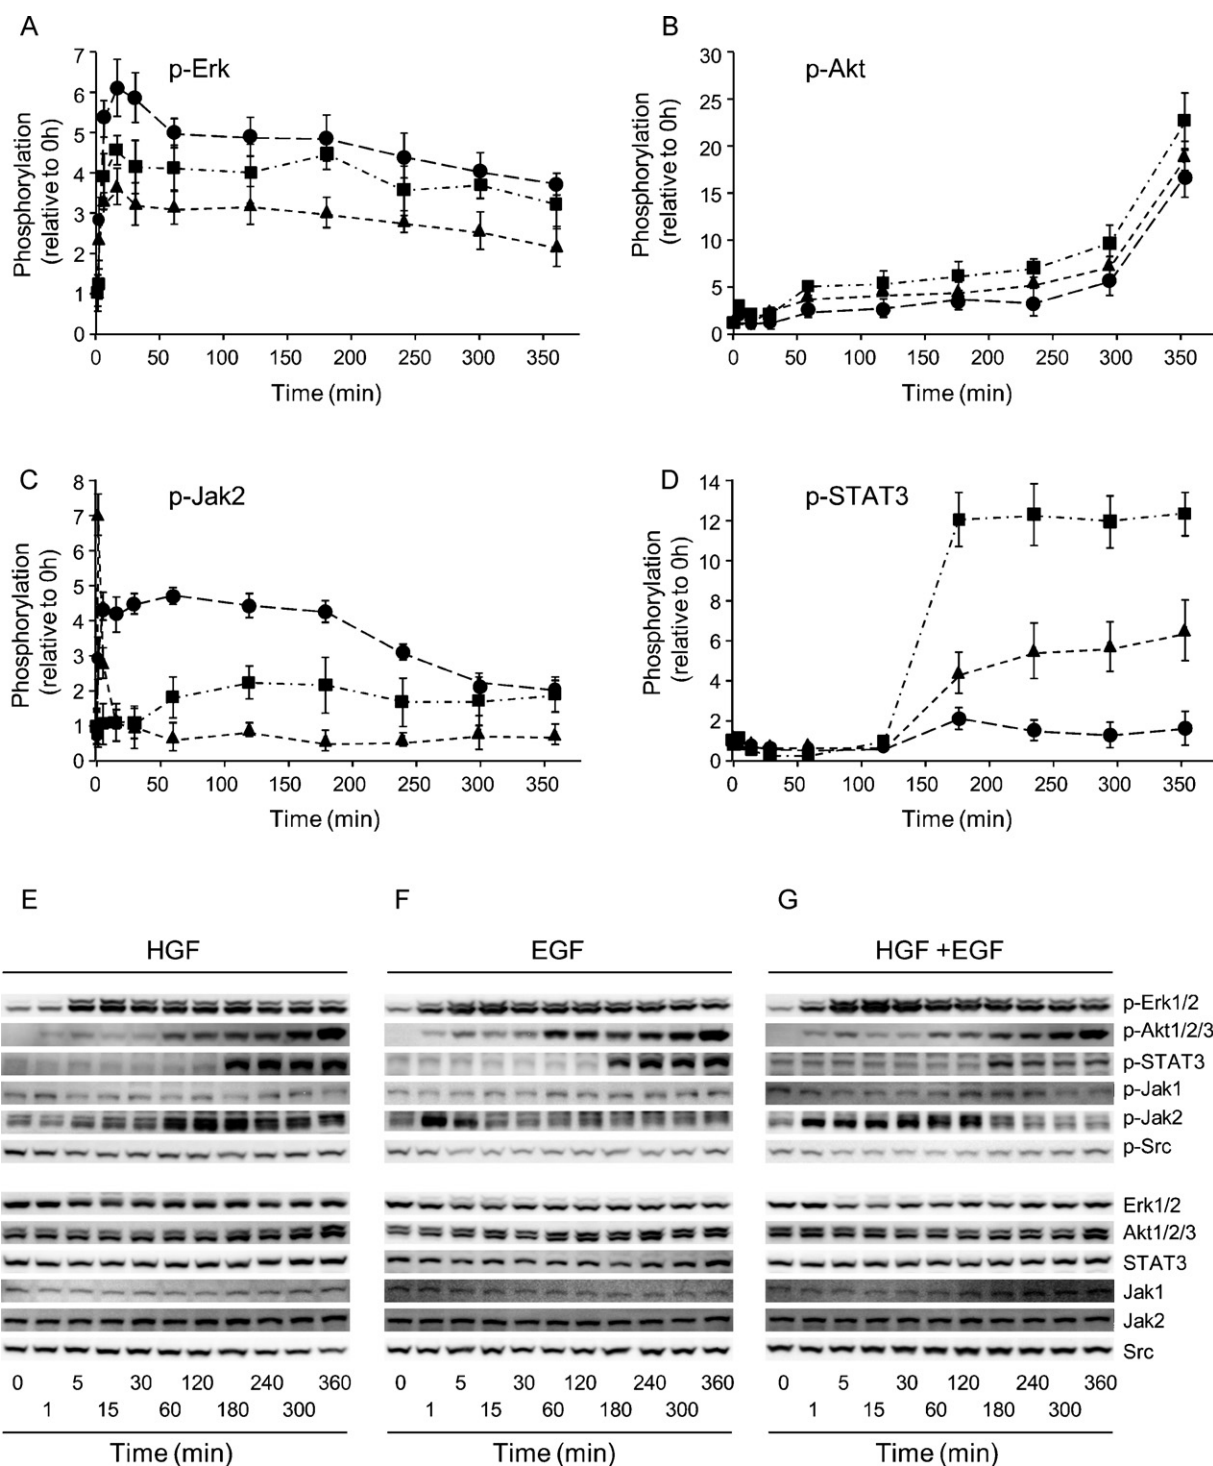 A
B
p-Erk
p-Akt
Phosphorylation
(relative to 0h)
7
6
5
4
3
2
1
0
0 50 100 150 200 250 300 350
Time (min)
Phosphorylation
(relative to 0h)
30
25
20
15
10
5
0
0 50 100 150 200 250 300 350
Time (min)
C
D
p-Jak2
p-STAT3
Phosphorylation
(relative to 0h)
8
7
6
5
4
3
2
1
0
0 50 100 150 200 250 300 350
Time (min)
Phosphorylation
(relative to 0h)
14
12
10
8
6
4
2
0
0 50 100 150 200 250 300 350
Time (min)
E
F
G
HGF
EGF
HGF +EGF
p-Erk1/2
p-Akt1/2/3
p-STAT3
p-Jak1
p-Jak2
p-Src
Erk1/2
Akt1/2/3
STAT3
Jak1
Jak2
Src
0 5 30 120 240 360
1 15 60 180 300
Time (min)
0 5 30 120 240 360
1 15 60 180 300
Time (min)
0 5 30 120 240 360
1 15 60 180 300
Time (min)